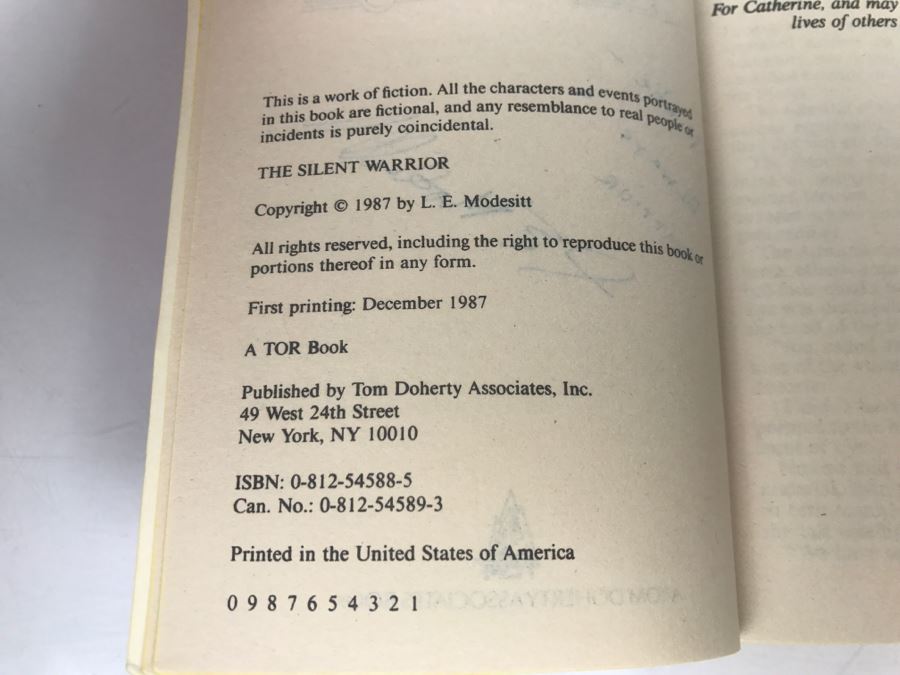 This is a work of fiction. All the characters and events portrayed
in this book are fictional, and any resemblance to real people or
incidents is purely coincidental.
THE SILENT WARRIOR
Copyright © 1987 by L. E. Modesitt
All rights reserved, including the right to reproduce this book or
portions thereof in any form.
First printing: December 1987
A TOR Book
Published by Tom Doherty Associates, Inc.
49 West 24th Street
New York, NY 10010
ISBN: 0-812-54588-5
Can. No.: 0-812-54589-3
Printed in the United States of America
0 9 8 7 6 5 4 3 2 1
For Catherine, and may
lives of others